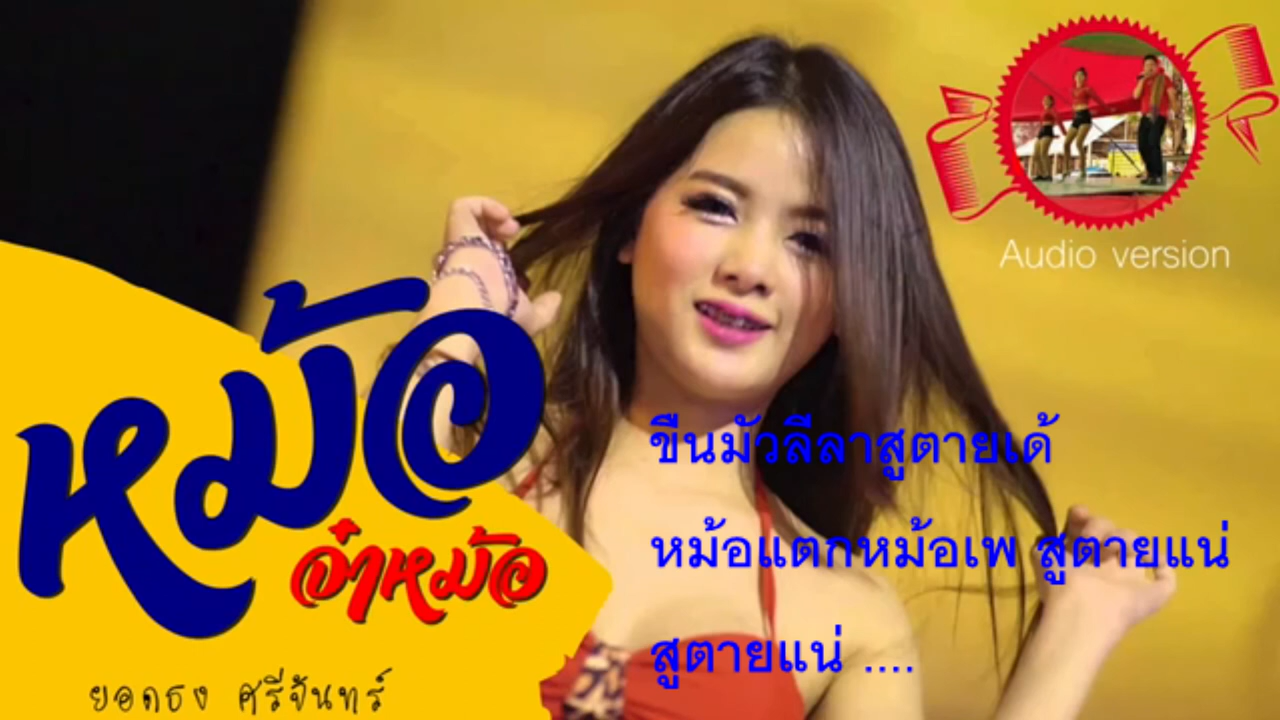 Audio version
หม้อ
จ๋ำหม้อ
ยอดธง ศรีจันทร์
ขืนมัวลีลาสูตายเด้
หม้อแตกหม้อเพ สูตายแน่
สูตายแน่ ....